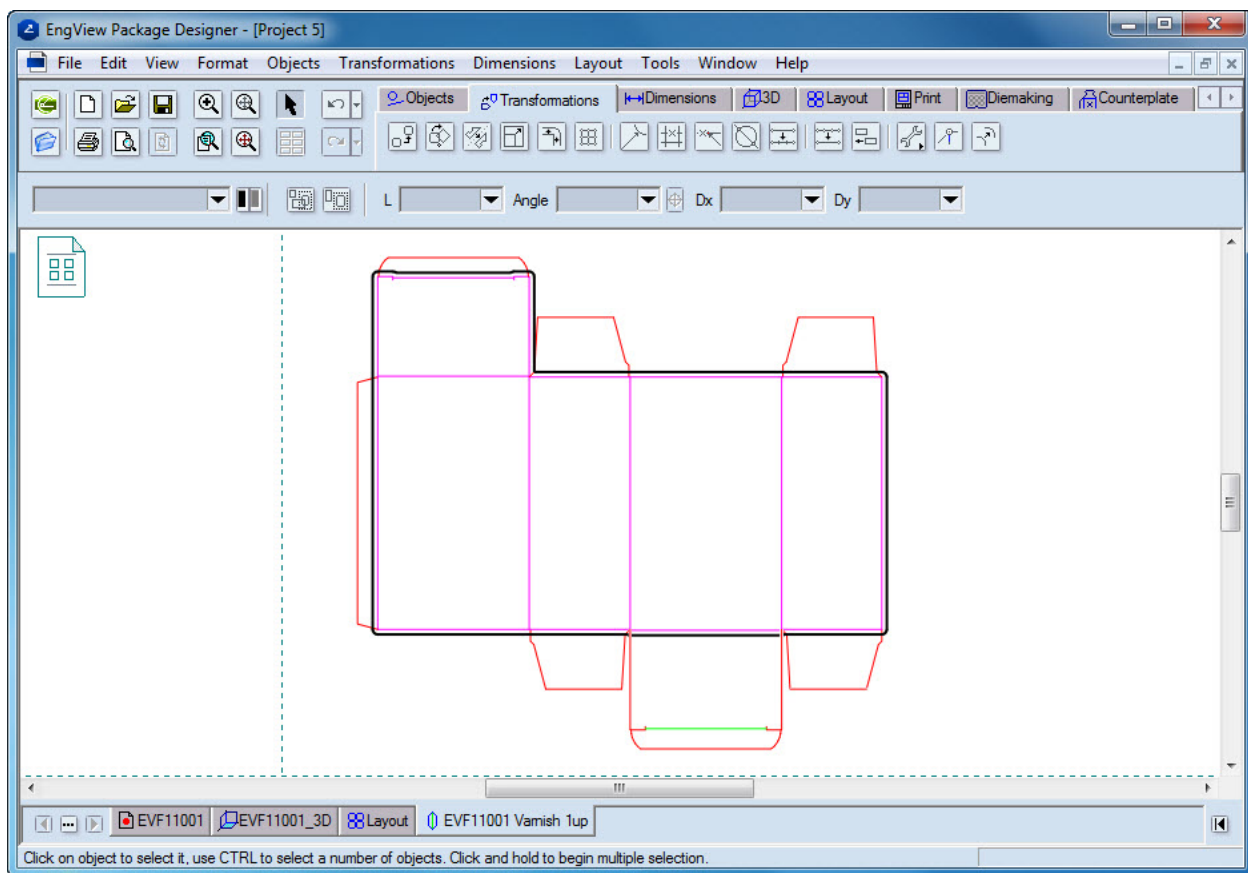 EngView Package Designer - [Project 5]
File Edit View Format Objects Transformations Dimensions Layout Tools Window Help
Objects Transformations Dimensions 3D Layout Print Diemaking Counterplate
L Angle Dx Dy
EVF11001 EVF11001_3D Layout EVF11001 Varnish 1up
Click on object to select it, use CTRL to select a number of objects. Click and hold to begin multiple selection.